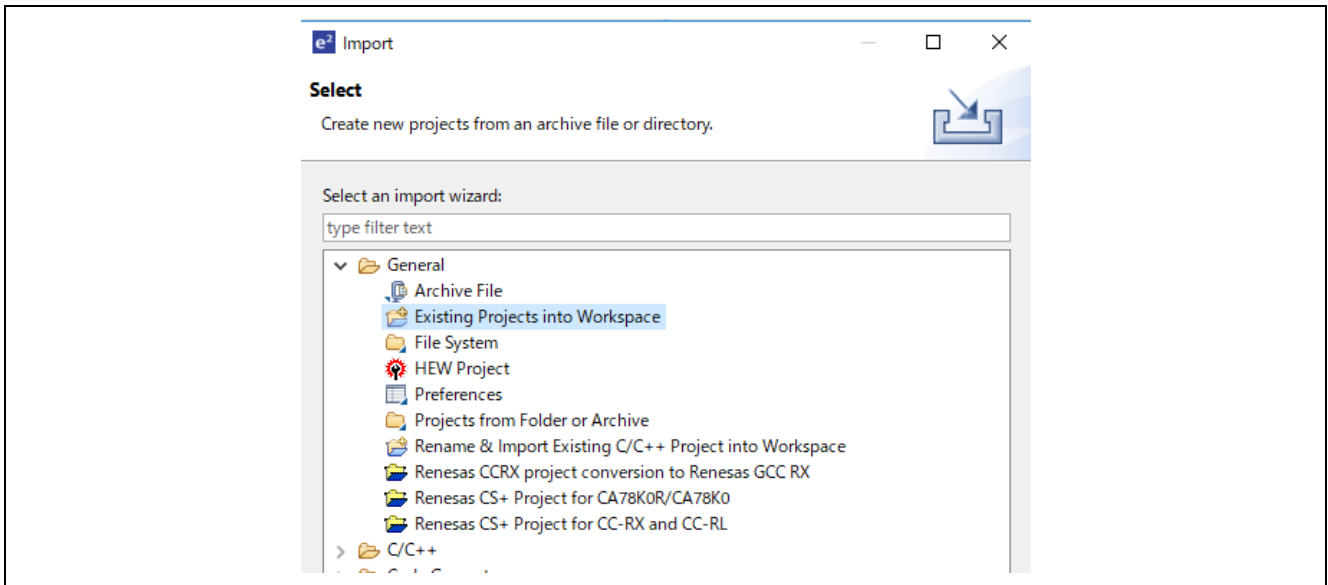 e² Import
Select
Create new projects from an archive file or directory.
Select an import wizard:
type filter text
General
Archive File
Existing Projects into Workspace
File System
HEW Project
Preferences
Projects from Folder or Archive
Rename & Import Existing C/C++ Project into Workspace
Renesas CCRX project conversion to Renesas GCC RX
Renesas CS+ Project for CA78K0R/CA78K0
Renesas CS+ Project for CC-RX and CC-RL
C/C++